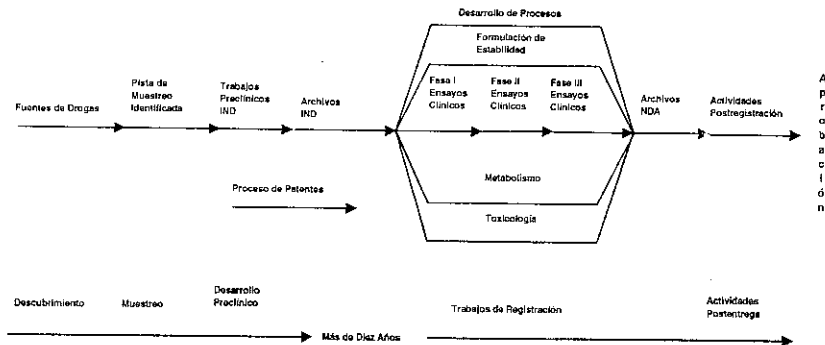 Desarrollo de Procesos
Formulación de
Estabilidad
Fuentes de Drogas
Pista de
Muestreo
Identificada
Trabajos
Preclínicos
IND
Archivos
IND
Fase I
Ensayos
Clínicos
Fase II
Ensayos
Clínicos
Fase III
Ensayos
Clínicos
Archivos
NDA
Actividades
Postregistración
Aprobación
Proceso de Patentes
Metabolismo
Toxicología
Descubrimiento
Muestreo
Desarrollo
Preclínico
Más de Diez Años
Trabajos de Registración
Actividades
Postentrega